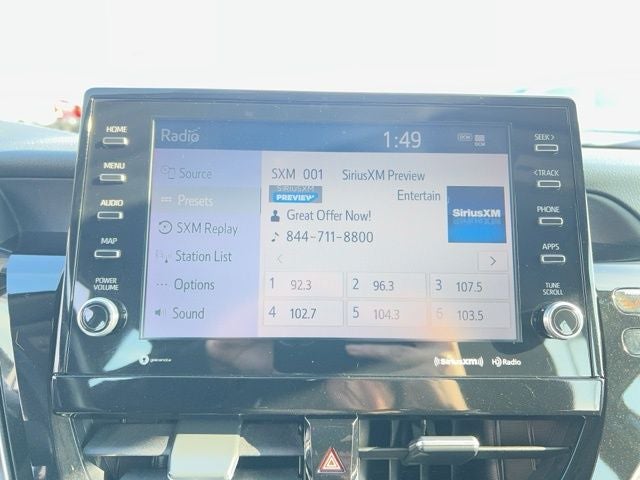 HOME
MENU
AUDIO
MAP
POWER
VOLUME
Radio
1:49
DCM
Source
Presets
SXM Replay
Station List
Options
Sound
SXM 001 SiriusXM Preview
SIRIUSXM
PREVIEW
Entertain
Great Offer Now!
844-711-8800
SiriusXM
1 92.3
2 96.3
3 107.5
4 102.7
5 104.3
6 103.5
SEEK >
< TRACK
PHONE
APPS
TUNE
SCROLL
gracenote
SiriusXM
HD Radio